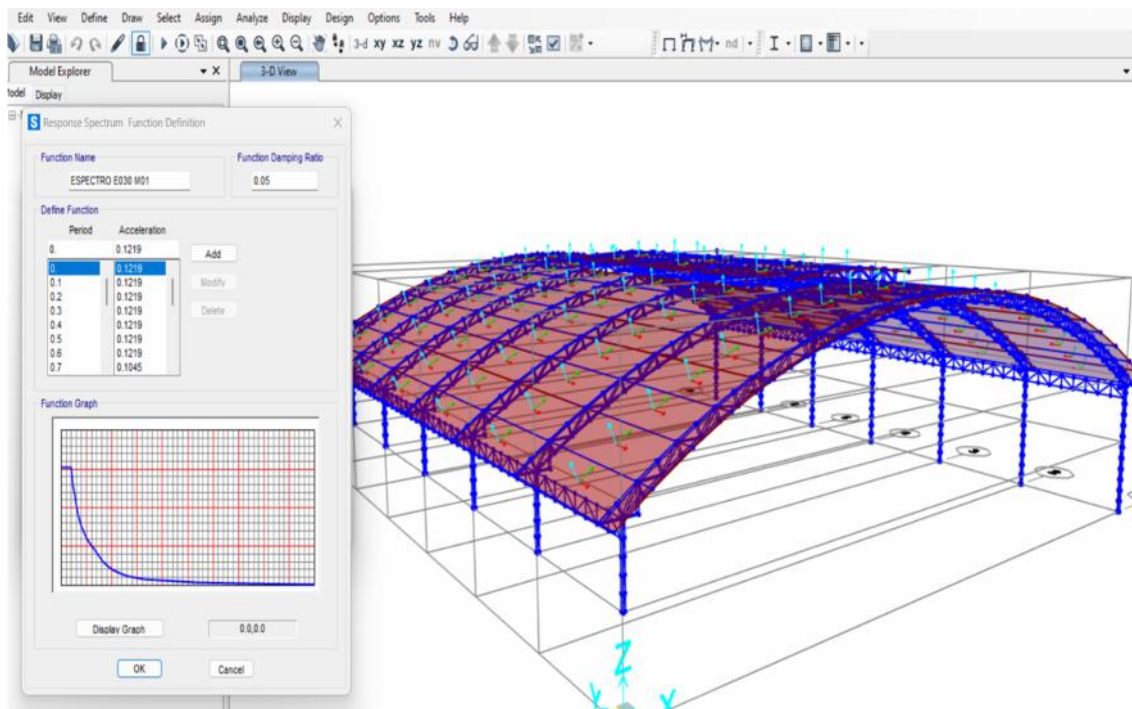 Edit View Define Draw Select Assign Analyze Display Design Options Tools Help
3-d xy xz yz nv nd
Model Explorer
3-D View
Display
Response Spectrum Function Definition
Function Name
Function Damping Ratio
ESPECTRO E030 M01
0.05
Define Function
Period Acceleration
0. 0.1219
Add
0. 0.1219
0.1 0.1219
Modify
0.2 0.1219
0.3 0.1219
Delete
0.4 0.1219
0.5 0.1219
0.6 0.1219
0.7 0.1045
Function Graph
Display Graph
0.0,0.0
OK
Cancel
Z
Y